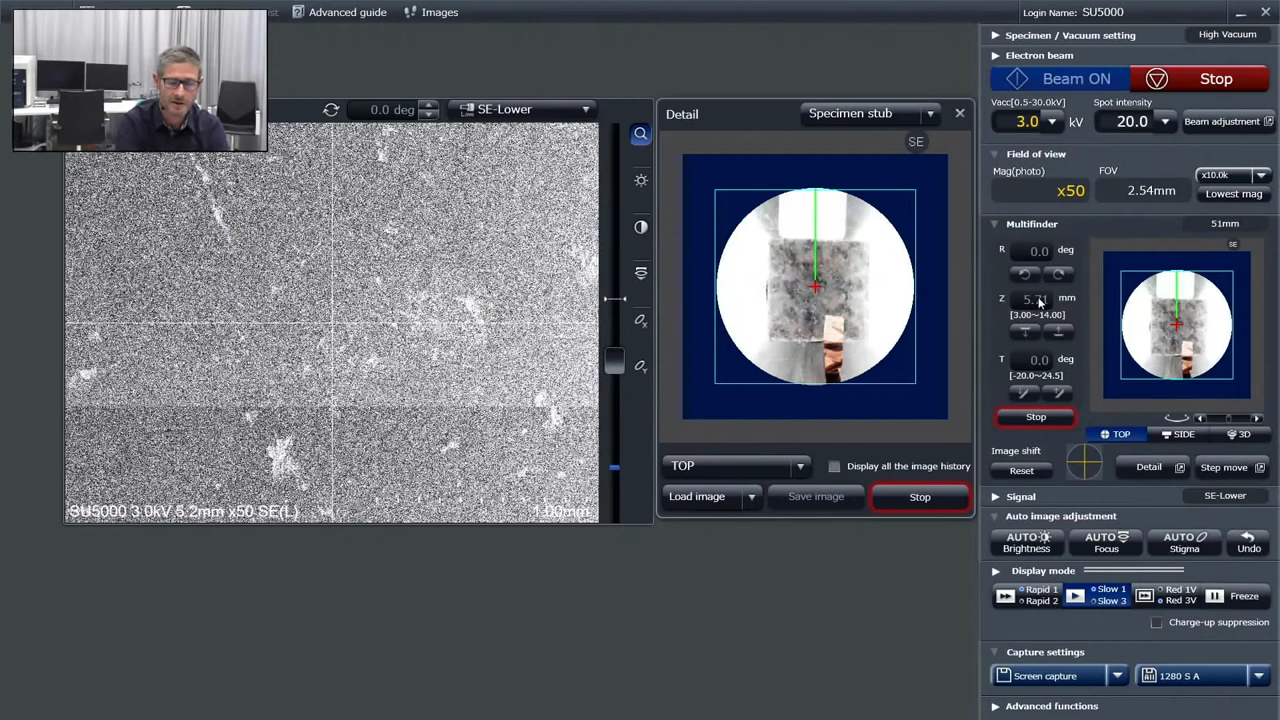 Advanced guide
Images
Login Name: SU5000
0.0 deg
SE-Lower
Detail
Specimen stub
SE
TOP
Display all the image history
Load image
Save image
Stop
SU5000 3.0kV 5.2mm x50 SE(L)
1.00mm
Specimen / Vacuum setting
High Vacuum
Electron beam
Beam ON
Stop
Vacc[0.5-30.0kV]
Spot intensity
3.0 kV
20.0
Beam adjustment
Field of view
Mag(photo)
FOV
x10.0k
x50
2.54mm
Lowest mag
Multifinder
51mm
R 0.0 deg
SE
Z mm
[3.00~14.00]
T 0.0 deg
[-20.0~24.5]
Stop
TOP
SIDE
3D
Image shift
Reset
Detail
Step move
Signal
SE-Lower
Auto image adjustment
AUTO
Brightness
AUTO
Focus
AUTO
Stigma
Undo
Display mode
Rapid 1
Rapid 2
Slow 1
Slow 3
Red 1V
Red 3V
Freeze
Charge-up suppression
Capture settings
Screen capture
1280 S A
Advanced functions